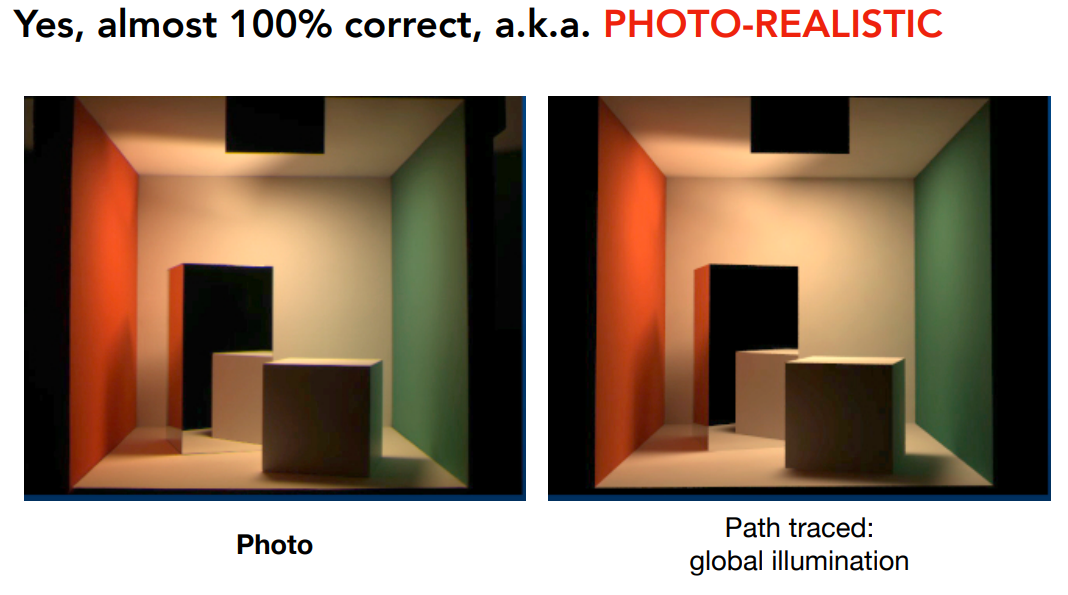 Yes, almost 100% correct, a.k.a. PHOTO-REALISTIC
Photo
Path traced:
global illumination